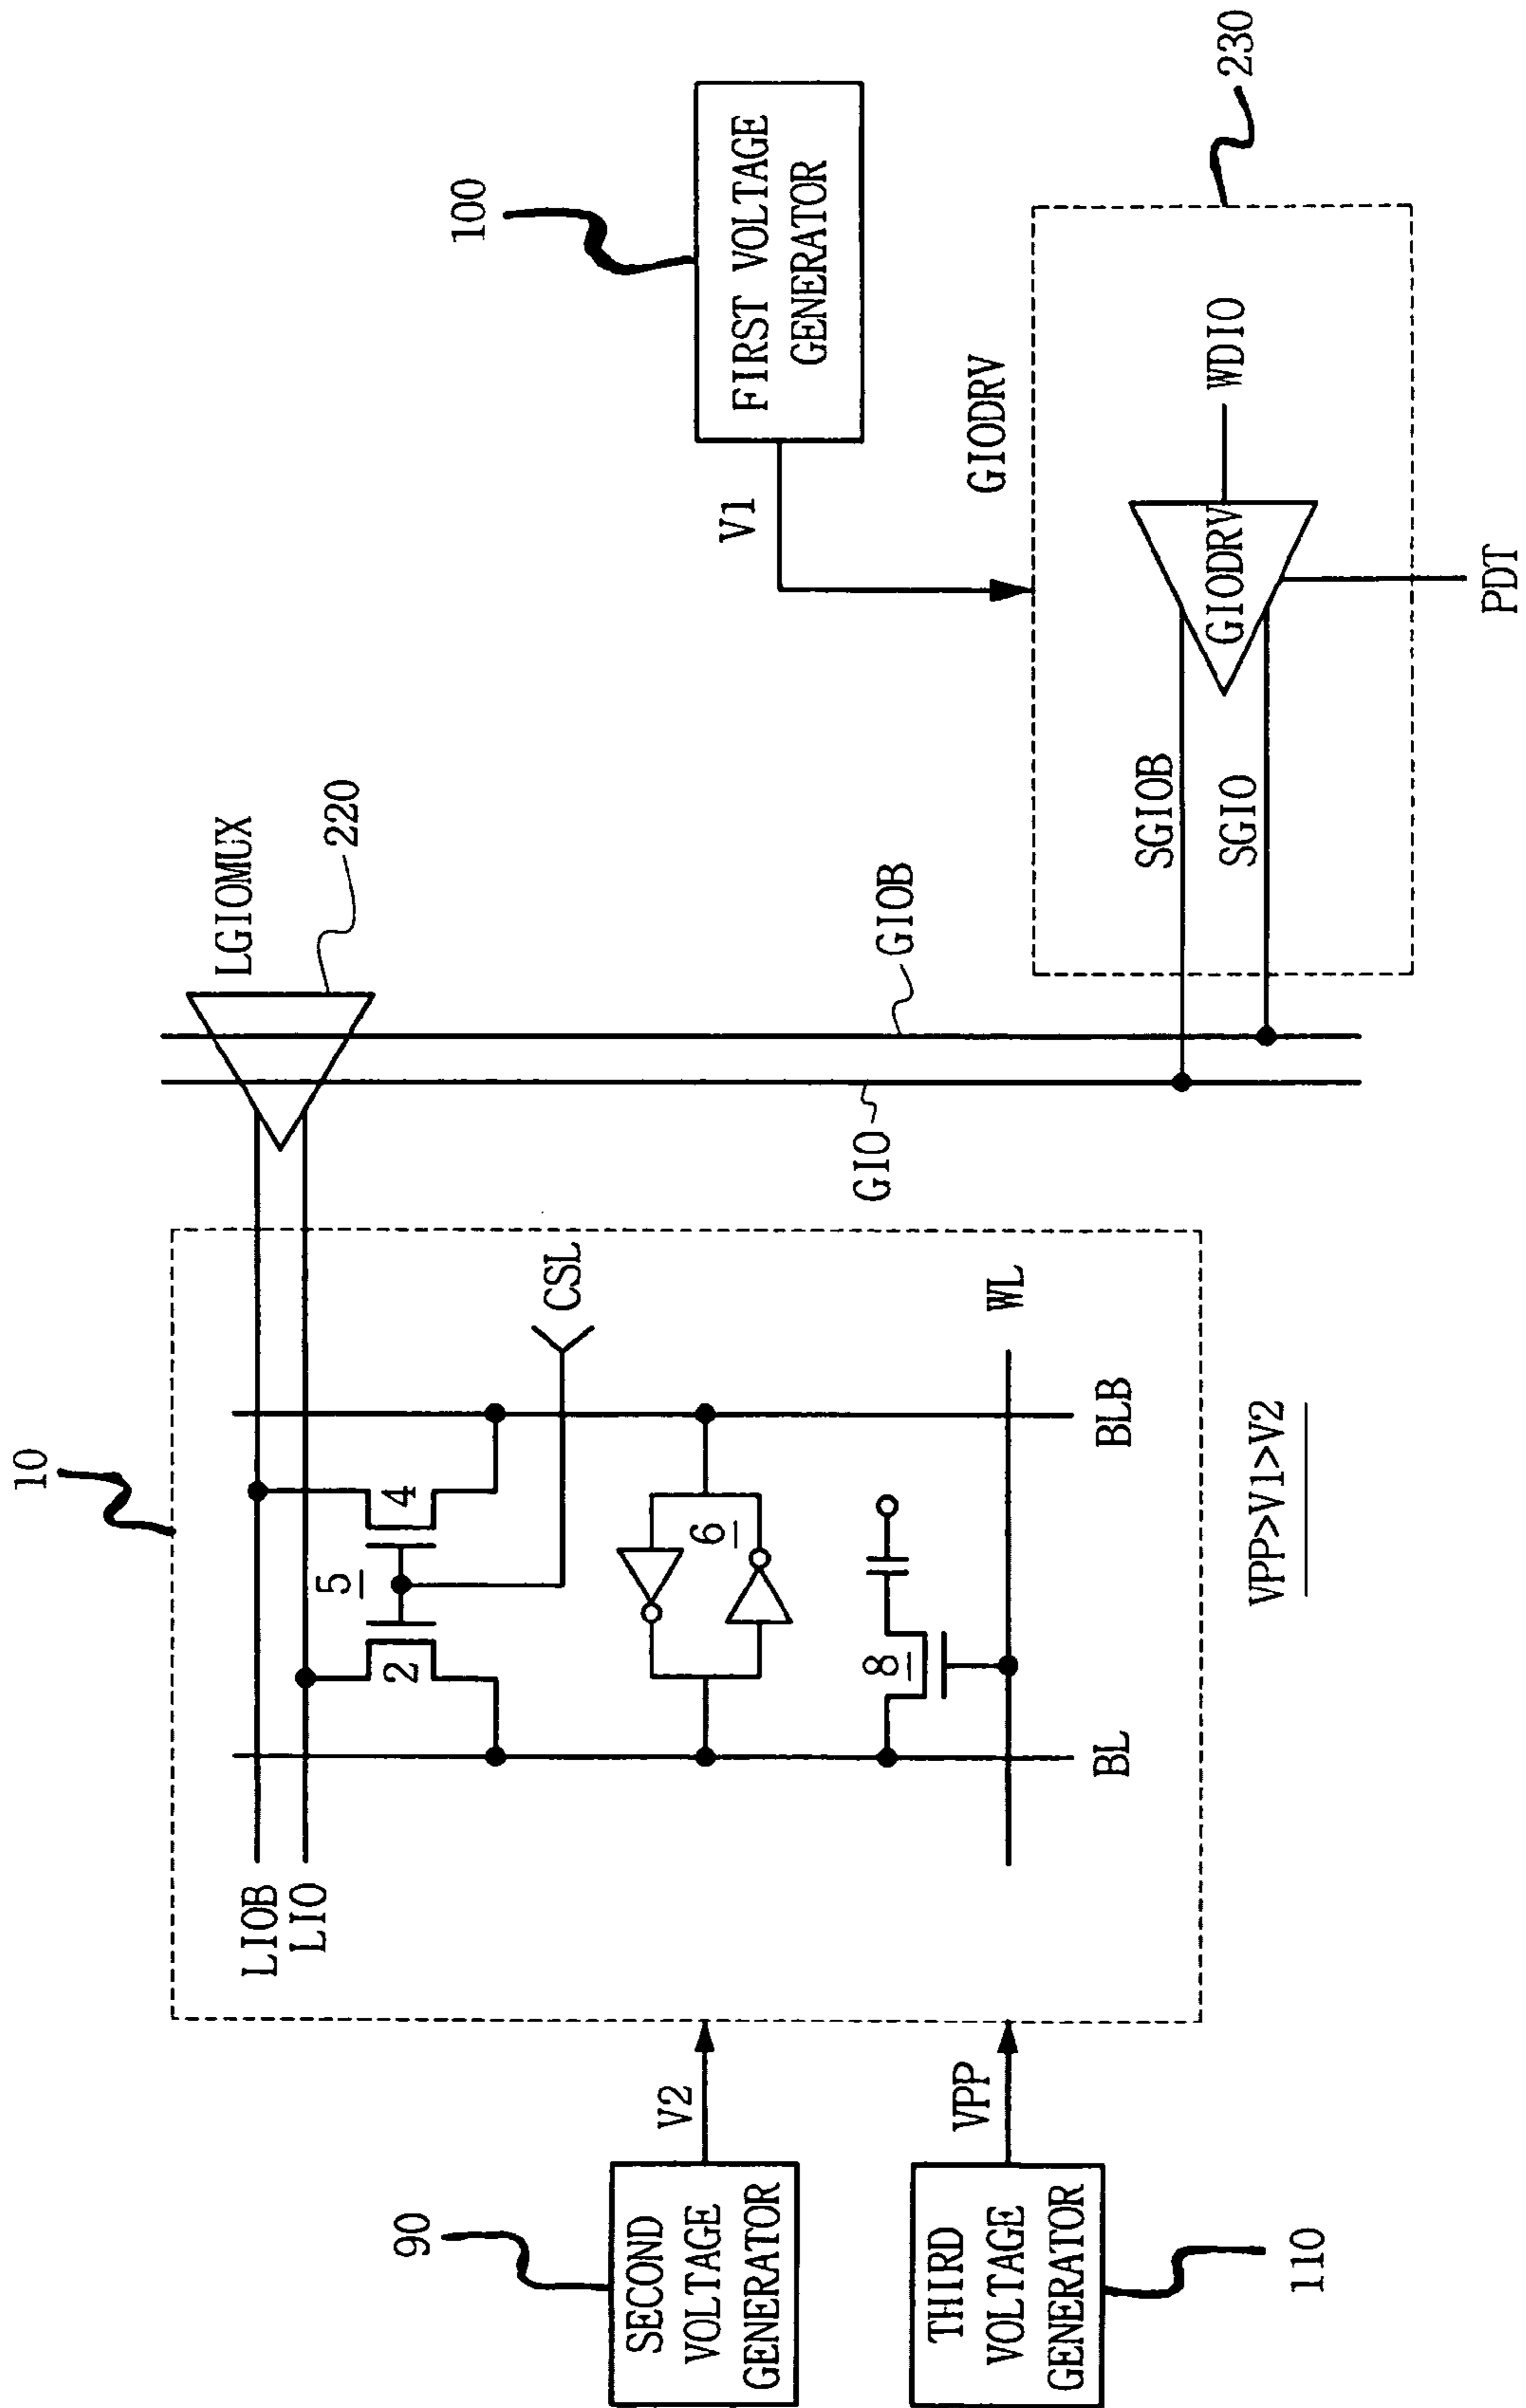 10
LGIOMUX
220
100
FIRST VOLTAGE
GENERATOR
V1
LIOB
LIO
5
2
4
CSL
6
8
WL
BL
BLB
90
SECOND
VOLTAGE
GENERATOR
V2
THIRD
VOLTAGE
GENERATOR
VPP
110
GIO
GIOB
GIODRV
230
SGIOB
SGIO
GIODRV
WDIO
PDT
VPP>V1>V2